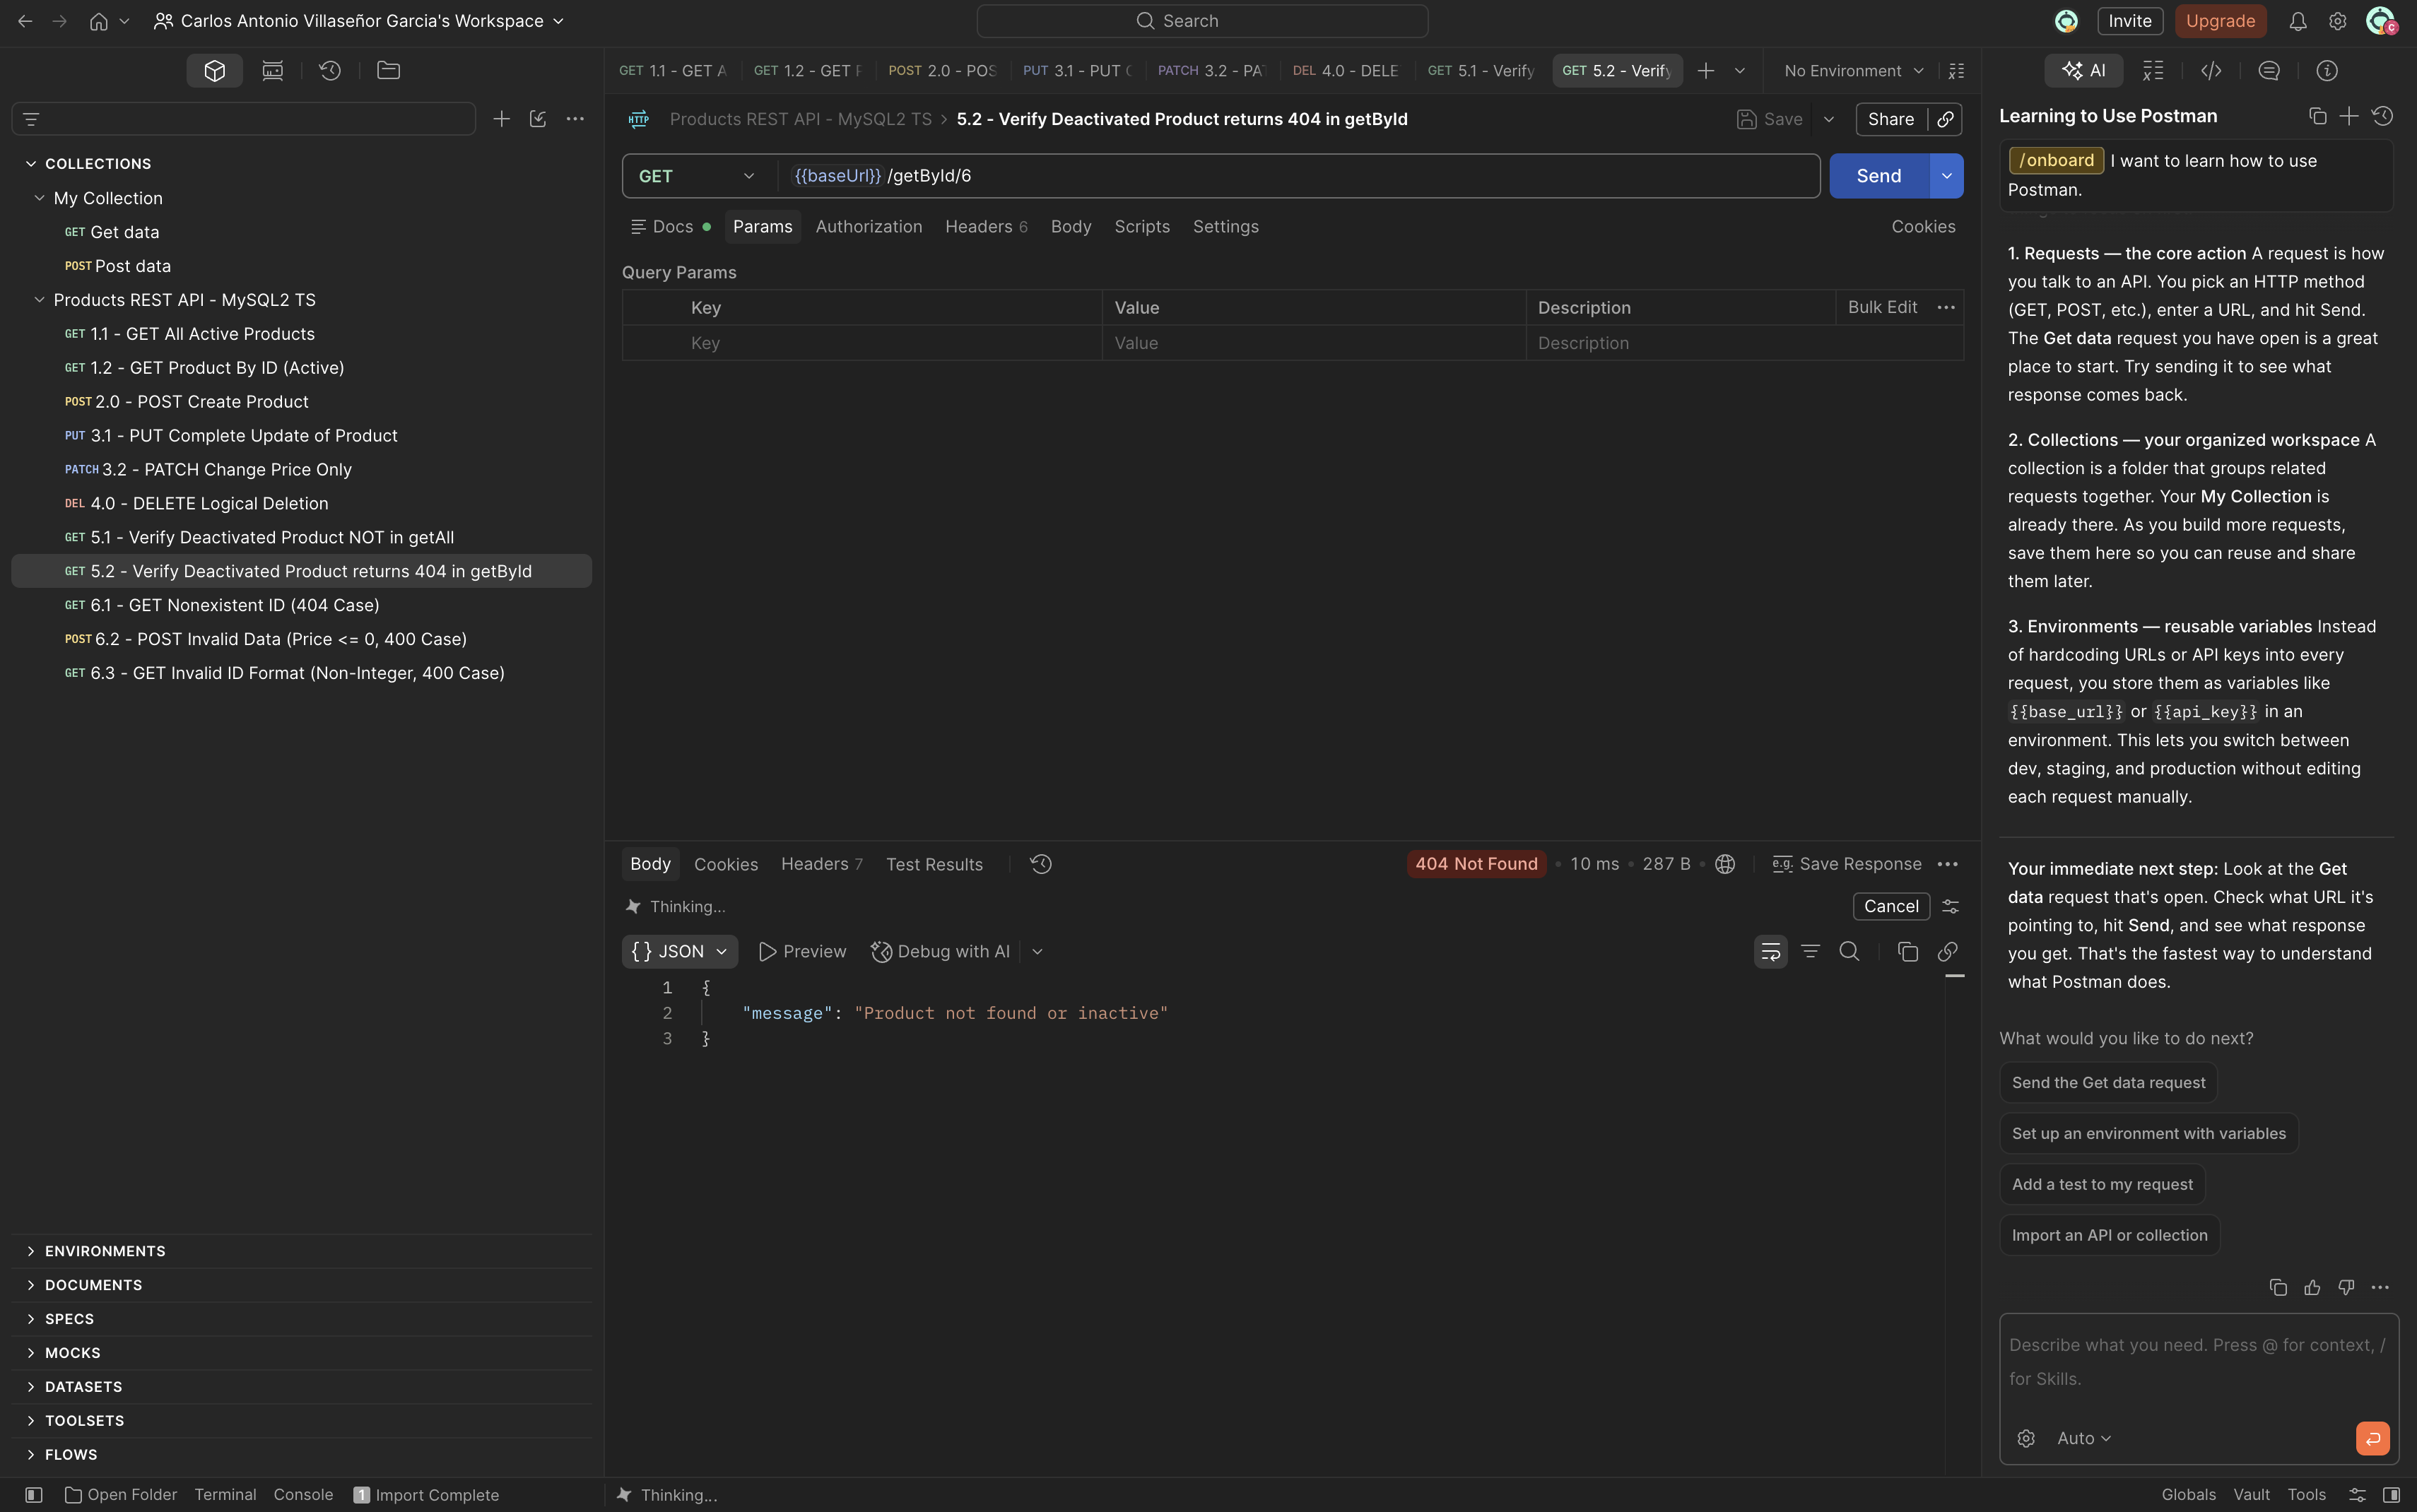 Carlos Antonio Villaseñor Garcia's Workspace
Search
Invite
Upgrade
C
COLLECTIONS
My Collection
GET Get data
POST Post data
Products REST API - MySQL2 TS
GET 1.1 - GET All Active Products
GET 1.2 - GET Product By ID (Active)
POST 2.0 - POST Create Product
PUT 3.1 - PUT Complete Update of Product
PATCH 3.2 - PATCH Change Price Only
DEL 4.0 - DELETE Logical Deletion
GET 5.1 - Verify Deactivated Product NOT in getAll
GET 5.2 - Verify Deactivated Product returns 404 in getById
GET 6.1 - GET Nonexistent ID (404 Case)
POST 6.2 - POST Invalid Data (Price <= 0, 400 Case)
GET 6.3 - GET Invalid ID Format (Non-Integer, 400 Case)
ENVIRONMENTS
DOCUMENTS
SPECS
MOCKS
DATASETS
TOOLSETS
FLOWS
GET 1.1 - GET A
GET 1.2 - GET
POST 2.0 - POS
PUT 3.1 - PUT
PATCH 3.2 - PA
DEL 4.0 - DELE
GET 5.1 - Verify
GET 5.2 - Verify
No Environment
HTTP
Products REST API - MySQL2 TS > 5.2 - Verify Deactivated Product returns 404 in getById
Save
Share
GET
{{baseUrl}} /getById/6
Send
Docs
Params
Authorization
Headers 6
Body
Scripts
Settings
Cookies
Query Params
Key
Value
Description
Bulk Edit
Key
Value
Description
Body
Cookies
Headers 7
Test Results
404 Not Found
10 ms
287 B
e.g. Save Response
Thinking...
Cancel
{} JSON
Preview
Debug with AI
1 {
2 "message": "Product not found or inactive"
3 }
AI
Learning to Use Postman
/onboard I want to learn how to use
Postman.
1. Requests — the core action A request is how
you talk to an API. You pick an HTTP method
(GET, POST, etc.), enter a URL, and hit Send.
The Get data request you have open is a great
place to start. Try sending it to see what
response comes back.
2. Collections — your organized workspace A
collection is a folder that groups related
requests together. Your My Collection is
already there. As you build more requests,
save them here so you can reuse and share
them later.
3. Environments — reusable variables Instead
of hardcoding URLs or API keys into every
request, you store them as variables like
{{base_url}} or {{api_key}} in an
environment. This lets you switch between
dev, staging, and production without editing
each request manually.
Your immediate next step: Look at the Get
data request that's open. Check what URL it's
pointing to, hit Send, and see what response
you get. That's the fastest way to understand
what Postman does.
What would you like to do next?
Send the Get data request
Set up an environment with variables
Add a test to my request
Import an API or collection
Describe what you need. Press @ for context, /
for Skills.
Auto
Open Folder
Terminal
Console
1 Import Complete
Thinking...
Globals
Vault
Tools